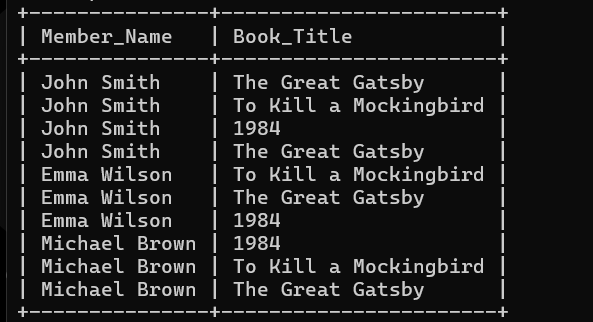 +---------------+-----------------------+
| Member_Name   | Book_Title            |
+---------------+-----------------------+
| John Smith    | The Great Gatsby      |
| John Smith    | To Kill a Mockingbird |
| John Smith    | 1984                  |
| John Smith    | The Great Gatsby      |
| Emma Wilson   | To Kill a Mockingbird |
| Emma Wilson   | The Great Gatsby      |
| Emma Wilson   | 1984                  |
| Michael Brown | 1984                  |
| Michael Brown | To Kill a Mockingbird |
| Michael Brown | The Great Gatsby      |
+---------------+-----------------------+